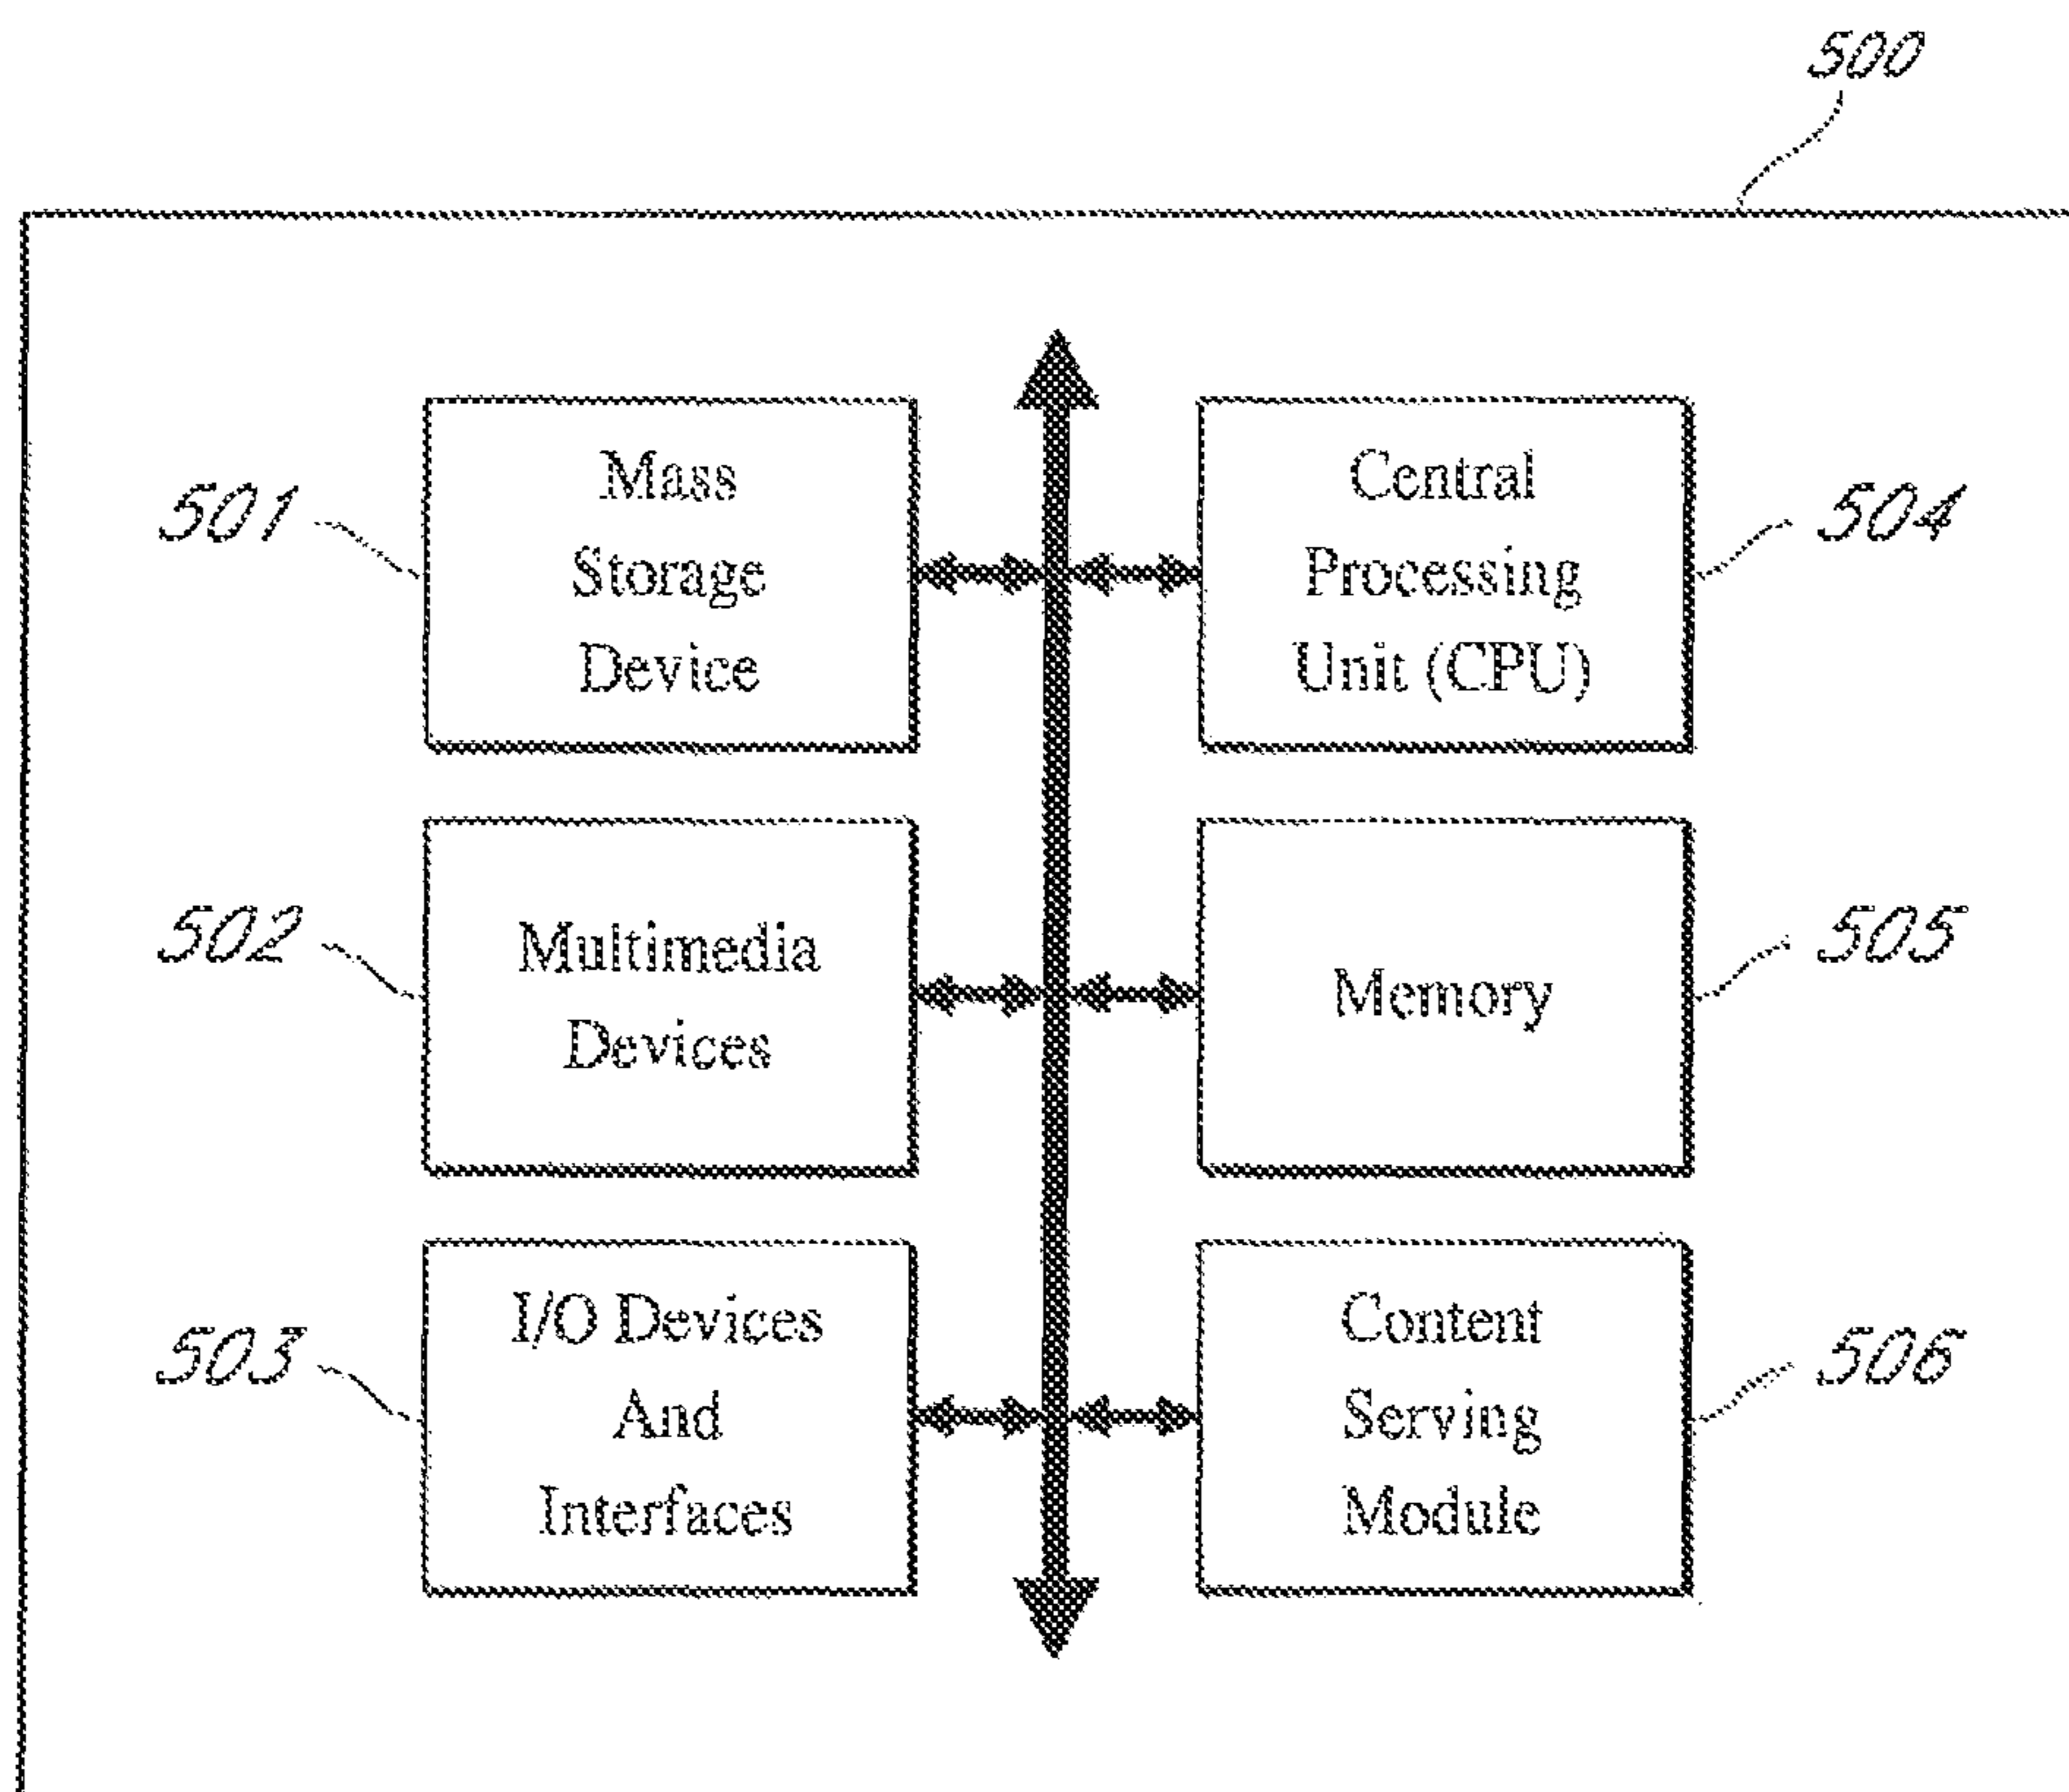 500
501
Mass
Storage
Device
Central
Processing
Unit (CPU)
504
502
Multimedia
Devices
Memory
505
503
I/O Devices
And
Interfaces
Content
Serving
Module
506